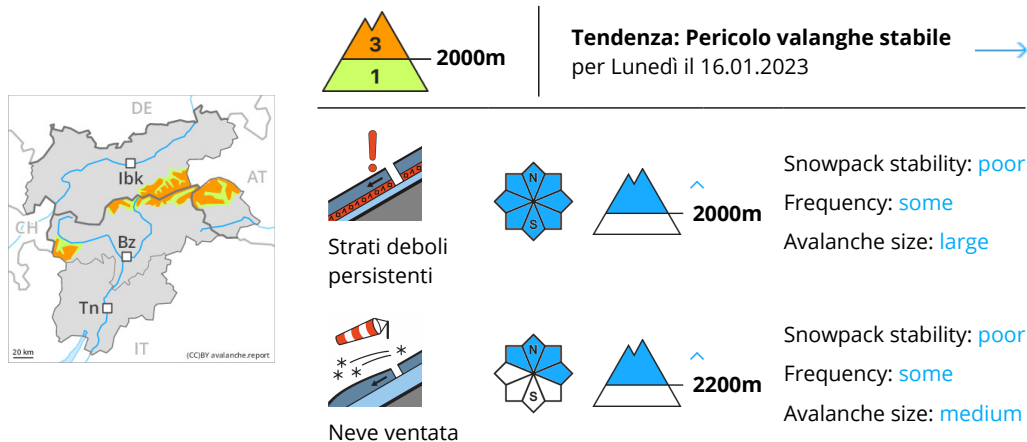 3
1
2000m
Tendenza: Pericolo valanghe stabile
per Lunedì il 16.01.2023
DE
AT
CH
IT
Ibk
Bz
Tn
20 km
(CC)BY avalanche.report
Strati deboli
persistenti
N
S
2000m
Snowpack stability: poor
Frequency: some
Avalanche size: large
Neve ventata
N
S
2200m
Snowpack stability: poor
Frequency: some
Avalanche size: medium